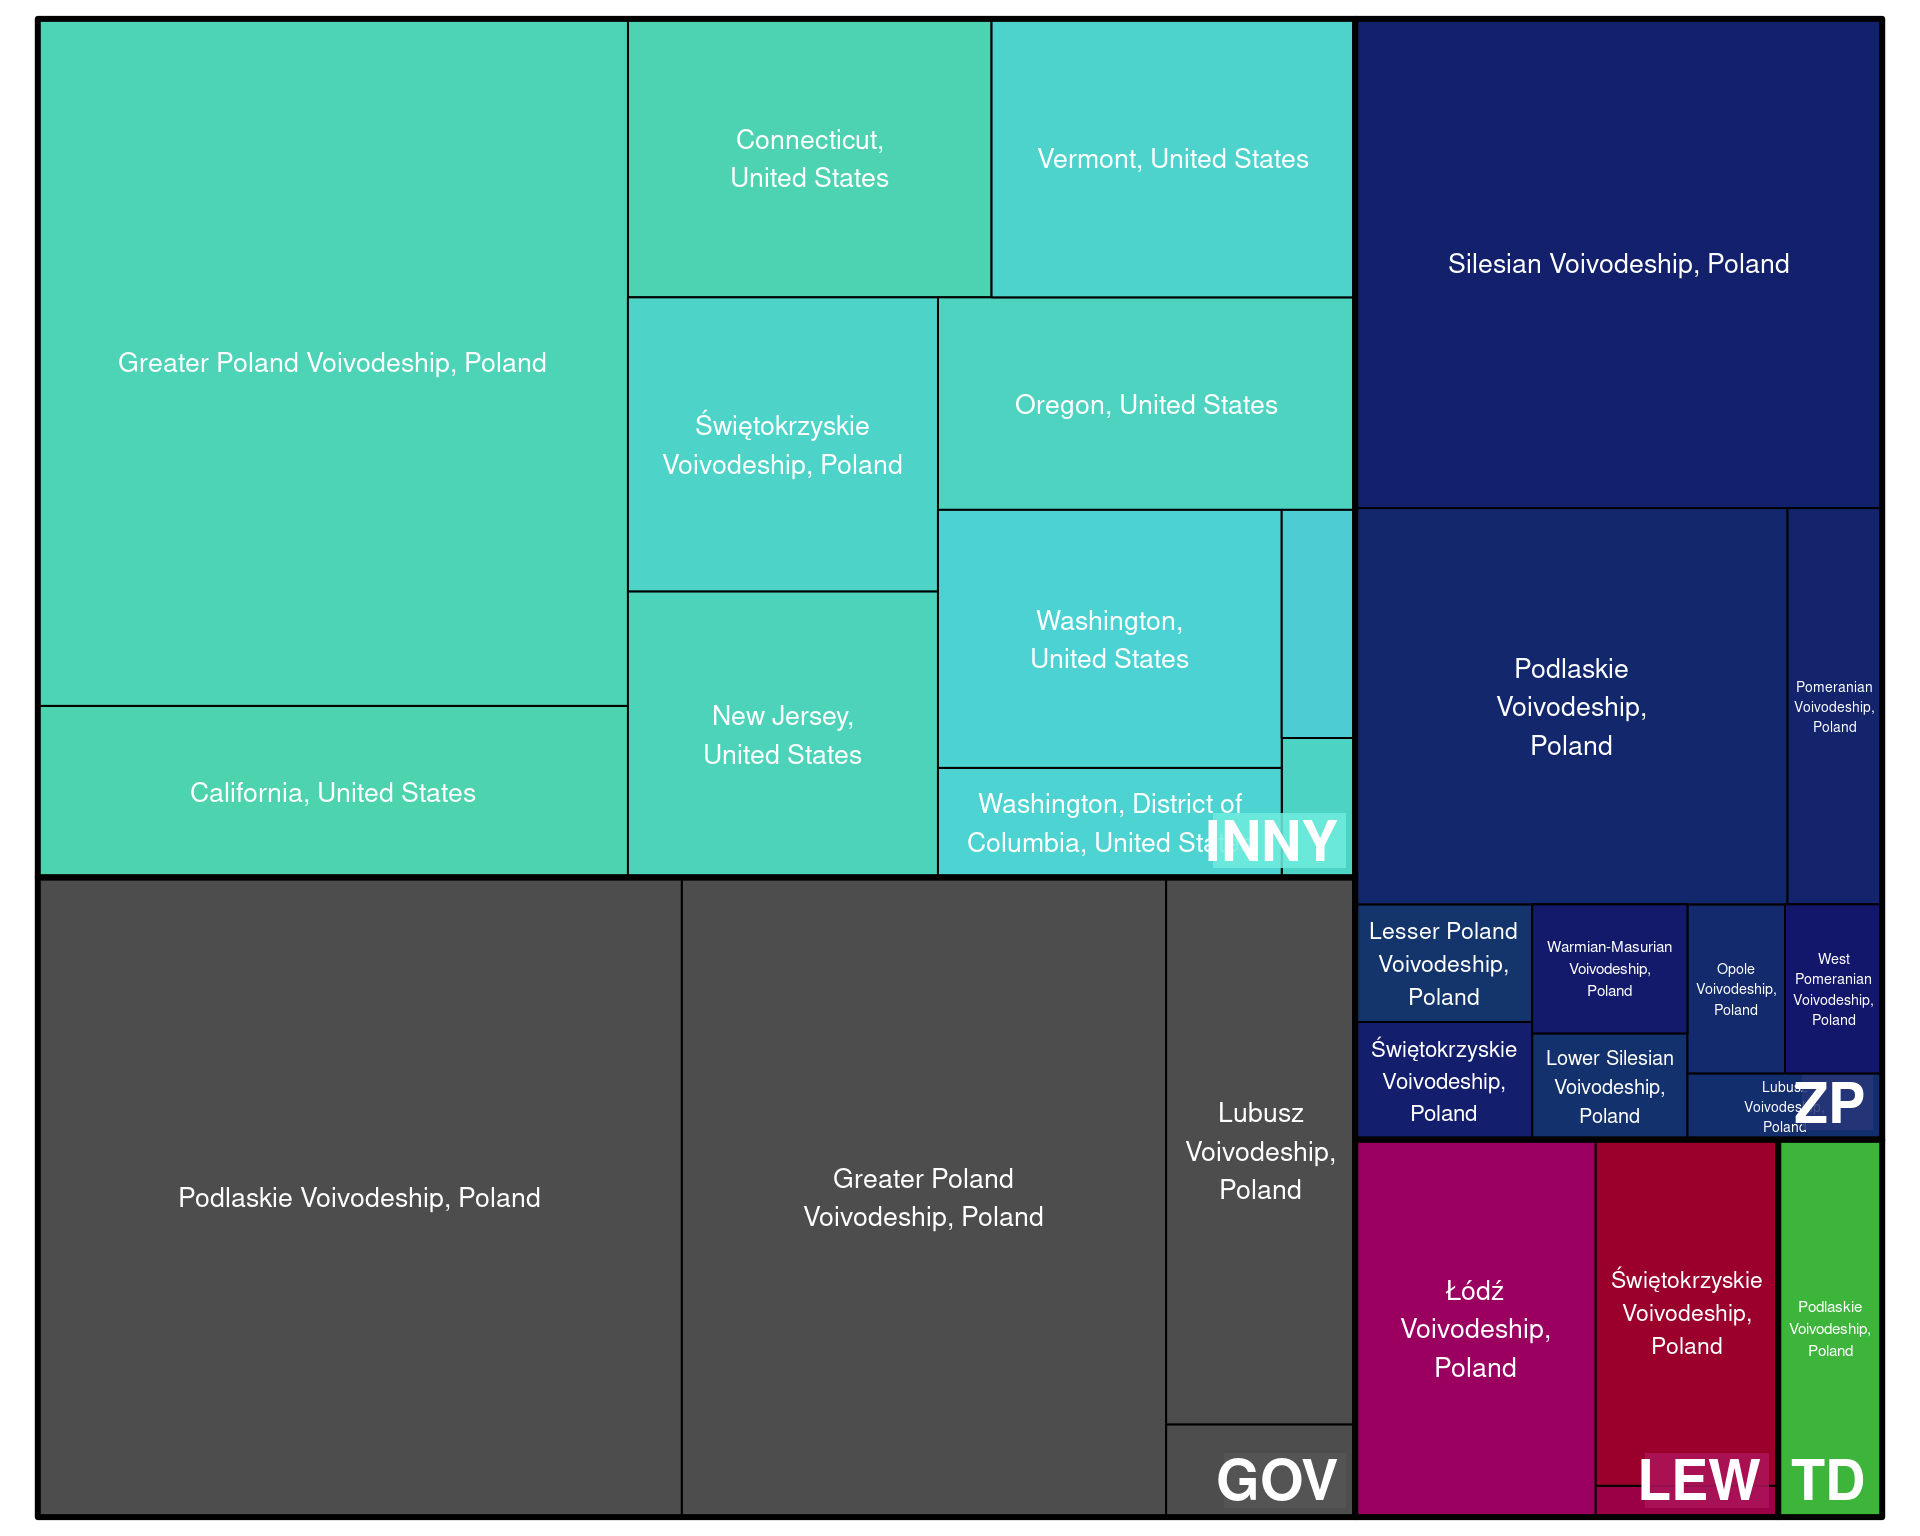 Greater Poland Voivodeship, Poland
California, United States
Connecticut,
United States
Vermont, United States
Świętokrzyskie
Voivodeship, Poland
Oregon, United States
New Jersey,
United States
Washington,
United States
Washington, District of
Columbia, United Sta
INNY
Podlaskie Voivodeship, Poland
Greater Poland
Voivodeship, Poland
Lubusz
Voivodeship,
Poland
GOV
Silesian Voivodeship, Poland
Podlaskie
Voivodeship,
Poland
Pomeranian
Voivodeship,
Poland
Lesser Poland
Voivodeship,
Poland
Świętokrzyskie
Voivodeship,
Poland
Warmian-Masurian
Voivodeship,
Poland
Lower Silesian
Voivodeship,
Poland
Opole
Voivodeship,
Poland
West
Pomeranian
Voivodeship,
Poland
Lubusz
Voivodeship,
Poland
ZP
Łódź
Voivodeship,
Poland
Świętokrzyskie
Voivodeship,
Poland
LEW
Podlaskie
Voivodeship,
Poland
TD